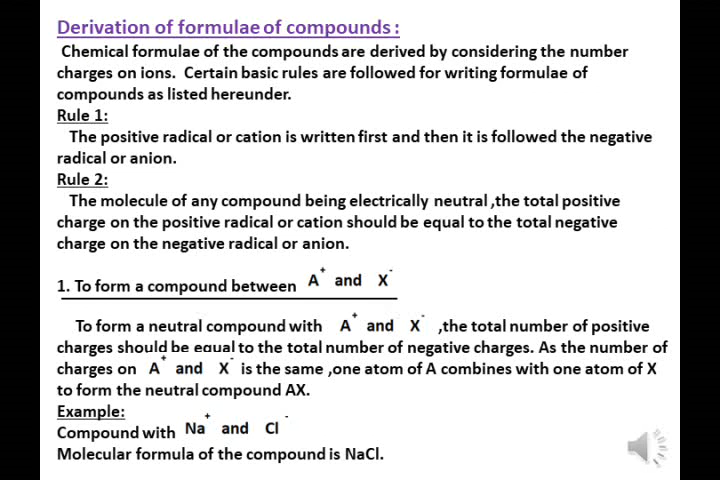 Derivation of formulae of compounds :
Chemical formulae of the compounds are derived by considering the number
charges on ions. Certain basic rules are followed for writing formulae of
compounds as listed hereunder.
Rule 1:
The positive radical or cation is written first and then it is followed the negative
radical or anion.
Rule 2:
The molecule of any compound being electrically neutral ,the total positive
charge on the positive radical or cation should be equal to the total negative
charge on the negative radical or anion.
1. To form a compound between A⁺ and X⁻
To form a neutral compound with A⁺ and X⁻ ,the total number of positive
charges should be equal to the total number of negative charges. As the number of
charges on A⁺ and X⁻ is the same ,one atom of A combines with one atom of X
to form the neutral compound AX.
Example:
Compound with Na⁺ and Cl⁻
Molecular formula of the compound is NaCl.